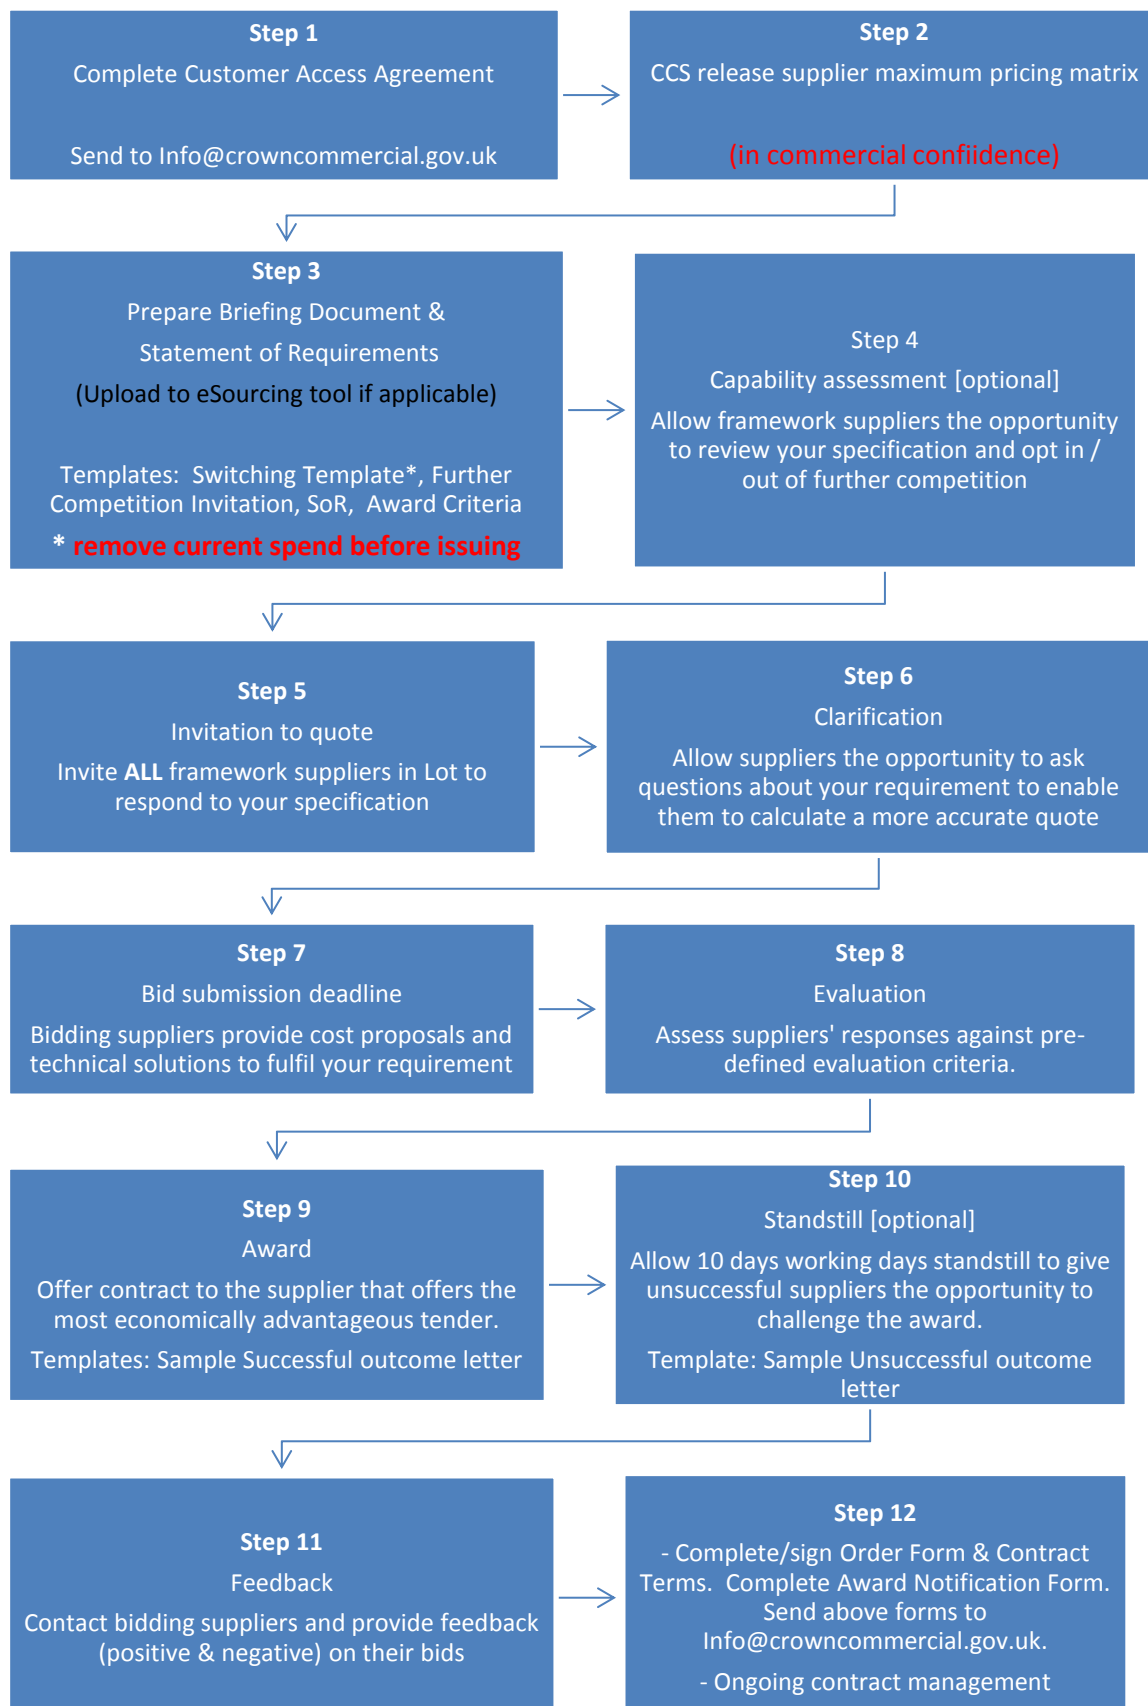 Step 1
Complete Customer Access Agreement
Send to Info@crowncommercial.gov.uk
Step 2
CCS release supplier maximum pricing matrix
(in commercial confiidence)
Step 3
Prepare Briefing Document &
Statement of Requirements
(Upload to eSourcing tool if applicable)
Templates: Switching Template*, Further
Competition Invitation, SoR, Award Criteria
* remove current spend before issuing
Step 4
Capability assessment [optional]
Allow framework suppliers the opportunity
to review your specification and opt in /
out of further competition
Step 5
Invitation to quote
Invite ALL framework suppliers in Lot to
respond to your specification
Step 6
Clarification
Allow suppliers the opportunity to ask
questions about your requirement to enable
them to calculate a more accurate quote
Step 7
Bid submission deadline
Bidding suppliers provide cost proposals and
technical solutions to fulfil your requirement
Step 8
Evaluation
Assess suppliers' responses against pre-
defined evaluation criteria.
Step 9
Award
Offer contract to the supplier that offers the
most economically advantageous tender.
Templates: Sample Successful outcome letter
Step 10
Standstill [optional]
Allow 10 days working days standstill to give
unsuccessful suppliers the opportunity to
challenge the award.
Template: Sample Unsuccessful outcome
letter
Step 11
Feedback
Contact bidding suppliers and provide feedback
(positive & negative) on their bids
Step 12
- Complete/sign Order Form & Contract
Terms. Complete Award Notification Form.
Send above forms to
Info@crowncommercial.gov.uk.
- Ongoing contract management